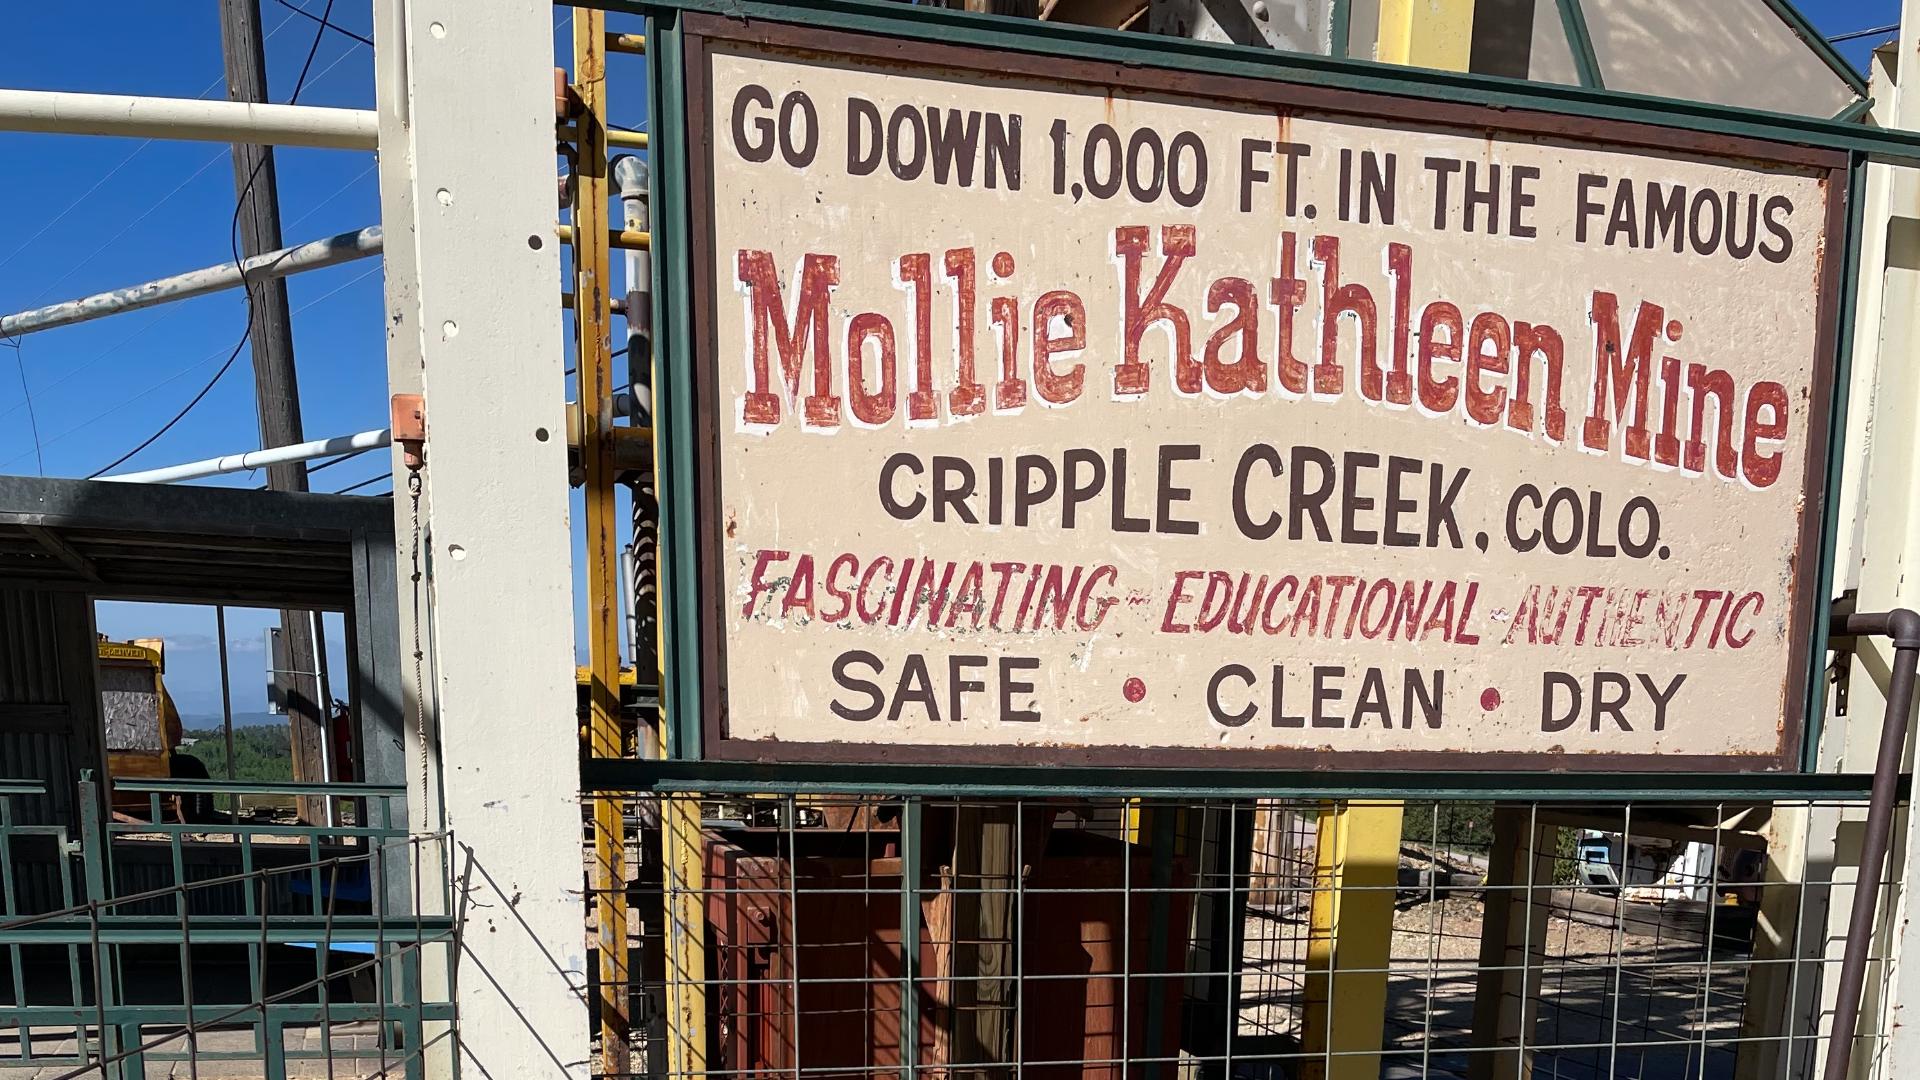 GO DOWN 1,000 FT. IN THE FAMOUS
Mollie Kathleen Mine
CRIPPLE CREEK, COLO.
FASCINATING ~ EDUCATIONAL ~ AUTHENTIC
SAFE • CLEAN • DRY
DENVER